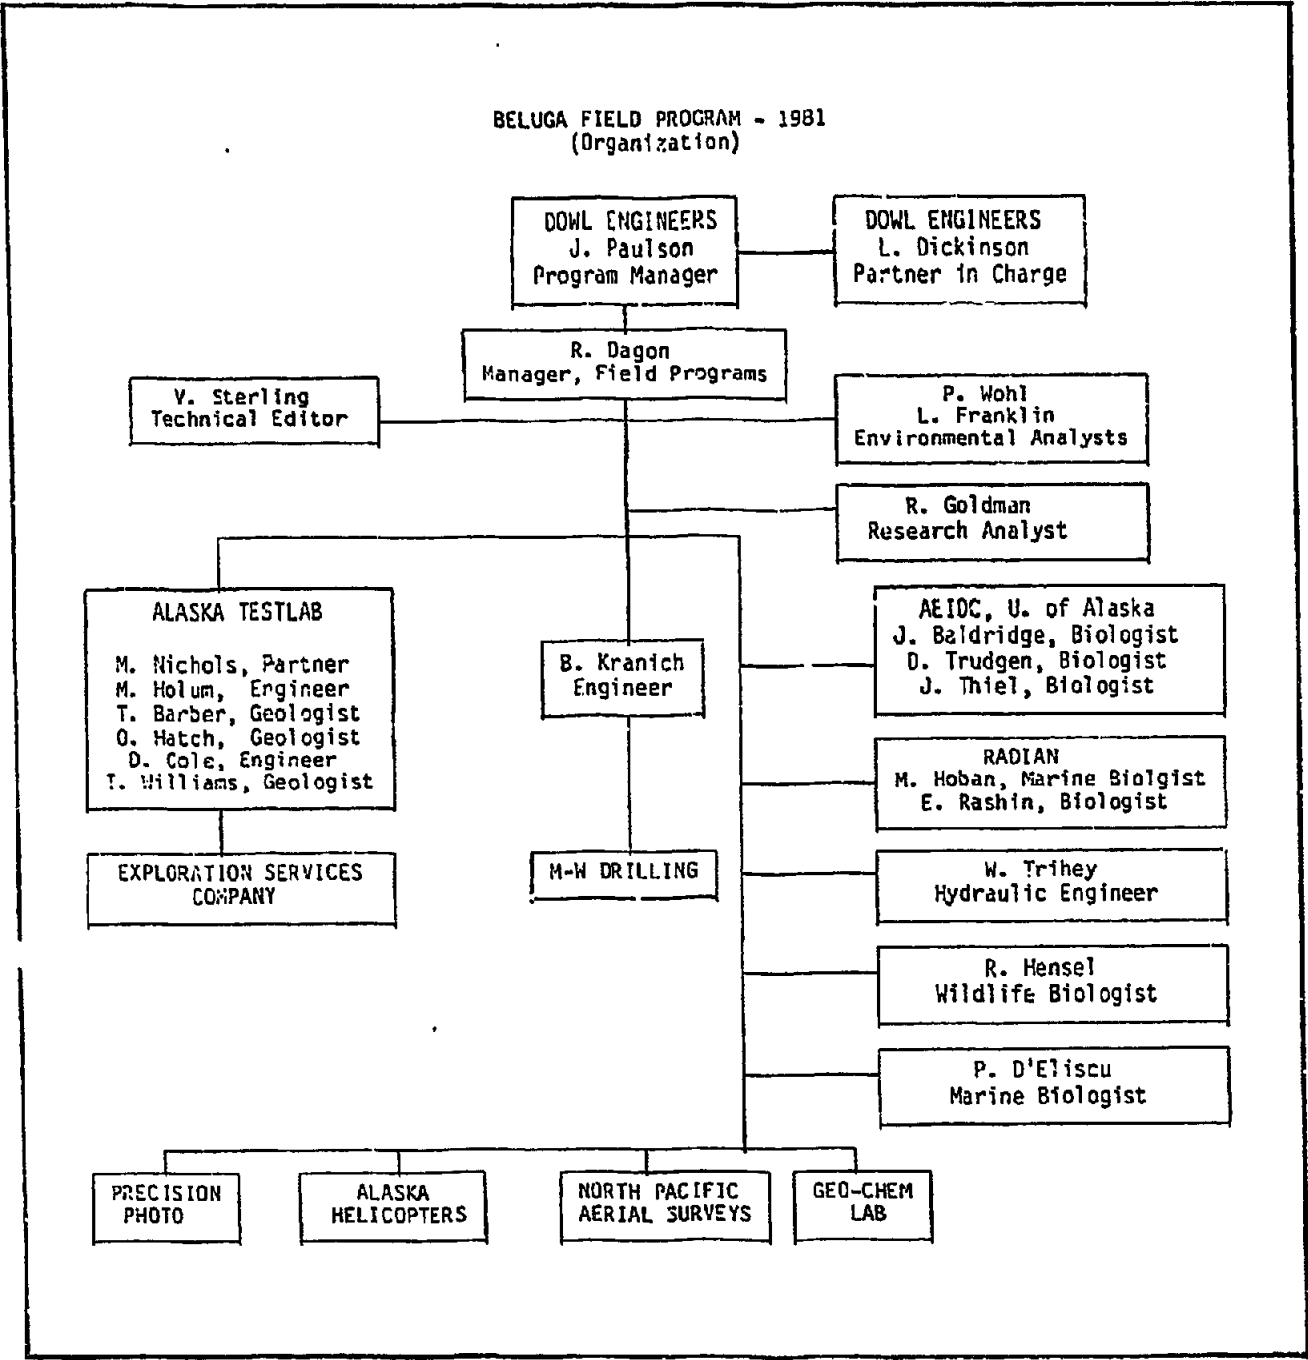 BELUGA FIELD PROGRAM - 1981
(Organization)
DOWL ENGINEERS
J. Paulson
Program Manager
DOWL ENGINEERS
L. Dickinson
Partner in Charge
R. Dagon
Manager, Field Programs
V. Sterling
Technical Editor
P. Wohl
L. Franklin
Environmental Analysts
R. Goldman
Research Analyst
ALASKA TESTLAB
M. Nichols, Partner
M. Holum, Engineer
T. Barber, Geologist
O. Hatch, Geologist
D. Cole, Engineer
T. Williams, Geologist
B. Kranich
Engineer
AEIDC, U. of Alaska
J. Baldridge, Biologist
D. Trudgen, Biologist
J. Thiel, Biologist
RADIAN
M. Hoban, Marine Biolgist
E. Rashin, Biologist
EXPLORATION SERVICES
COMPANY
M-W DRILLING
W. Trihey
Hydraulic Engineer
R. Hensel
Wildlife Biologist
P. D'Eliscu
Marine Biologist
PRECISION
PHOTO
ALASKA
HELICOPTERS
NORTH PACIFIC
AERIAL SURVEYS
GEO-CHEM
LAB